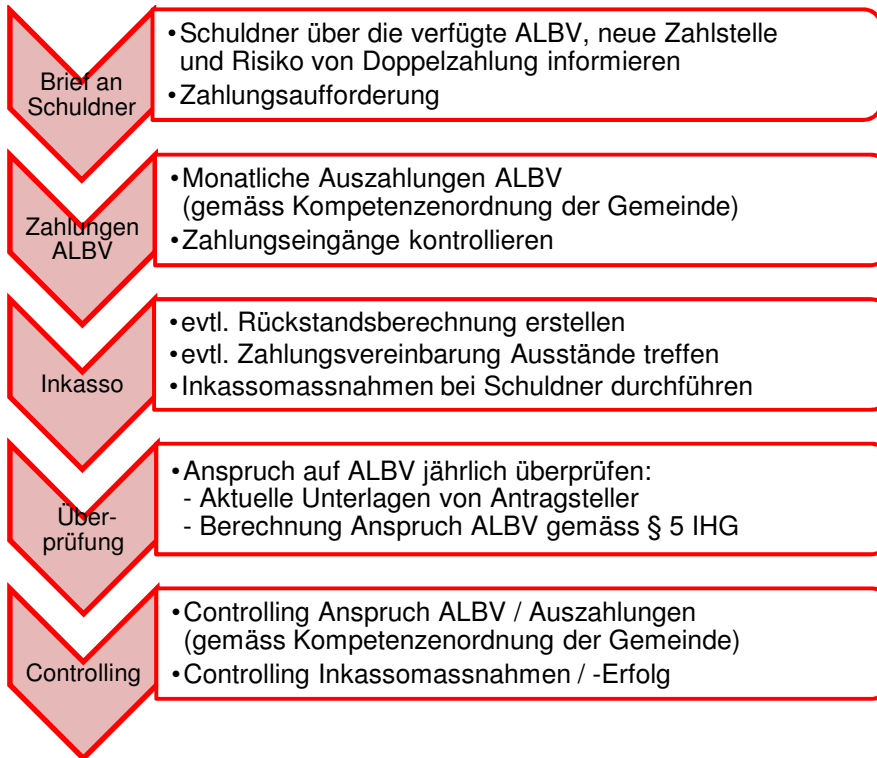 Brief an
Schuldner
•Schuldner über die verfügte ALBV, neue Zahlstelle
und Risiko von Doppelzahlung informieren
•Zahlungsaufforderung
Zahlungen
ALBV
•Monatliche Auszahlungen ALBV
(gemäss Kompetenzenordnung der Gemeinde)
•Zahlungseingänge kontrollieren
Inkasso
•evtl. Rückstandsberechnung erstellen
•evtl. Zahlungsvereinbarung Ausstände treffen
•Inkassomassnahmen bei Schuldner durchführen
Über-
prüfung
•Anspruch auf ALBV jährlich überprüfen:
- Aktuelle Unterlagen von Antragsteller
- Berechnung Anspruch ALBV gemäss § 5 IHG
Controlling
•Controlling Anspruch ALBV / Auszahlungen
(gemäss Kompetenzenordnung der Gemeinde)
•Controlling Inkassomassnahmen / -Erfolg